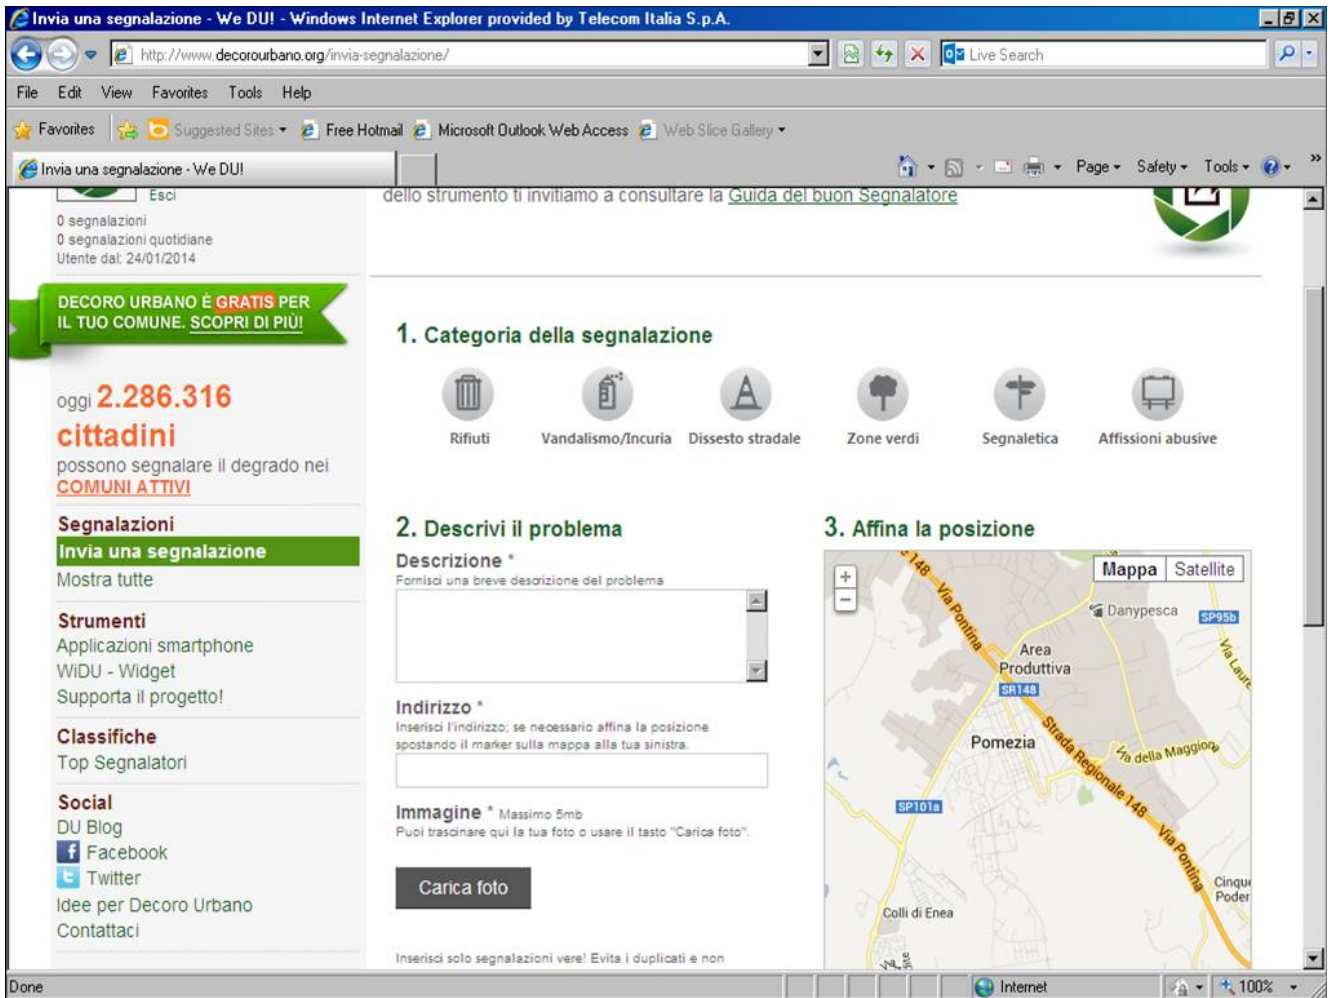 Invia una segnalazione - We DU! - Windows Internet Explorer provided by Telecom Italia S.p.A.
http://www.decorourbano.org/invia-segnalazione/
Live Search
File Edit View Favorites Tools Help
Favorites Suggested Sites Free Hotmail Microsoft Outlook Web Access Web Slice Gallery
Invia una segnalazione - We DU!
Page Safety Tools
Esci
0 segnalazioni
0 segnalazioni quotidiane
Utente dal: 24/01/2014
DECORO URBANO È GRATIS PER
IL TUO COMUNE. SCOPRI DI PIÙ!
oggi 2.286.316
cittadini
possono segnalare il degrado nei
COMUNI ATTIVI
Segnalazioni
Invia una segnalazione
Mostra tutte
Strumenti
Applicazioni smartphone
WiDU - Widget
Supporta il progetto!
Classifiche
Top Segnalatori
Social
DU Blog
Facebook
Twitter
Idee per Decoro Urbano
Contattaci
dello strumento ti invitiamo a consultare la Guida del buon Segnalatore
1. Categoria della segnalazione
Rifiuti
Vandalismo/Incuria
Dissesto stradale
Zone verdi
Segnaletica
Affissioni abusive
2. Descrivi il problema
Descrizione *
Fornisci una breve descrizione del problema
Indirizzo *
Inserisci l'indirizzo; se necessario affina la posizione
spostando il marker sulla mappa alla tua sinistra.
Immagine * Massimo 5mb
Puoi trascinare qui la tua foto o usare il tasto "Carica foto".
Carica foto
Inserisci solo segnalazioni vere! Evita i duplicati e non
3. Affina la posizione
+
−
Mappa Satellite
148
Via Pontina
Danypesca
SP95b
Via Laure
Area
Produttiva
SR148
Pomezia
Strada Regionale 148
Via della Maggiona
SP101a
Via Pontina
Cinqu
Poder
Colli di Enea
Done
Internet
100%